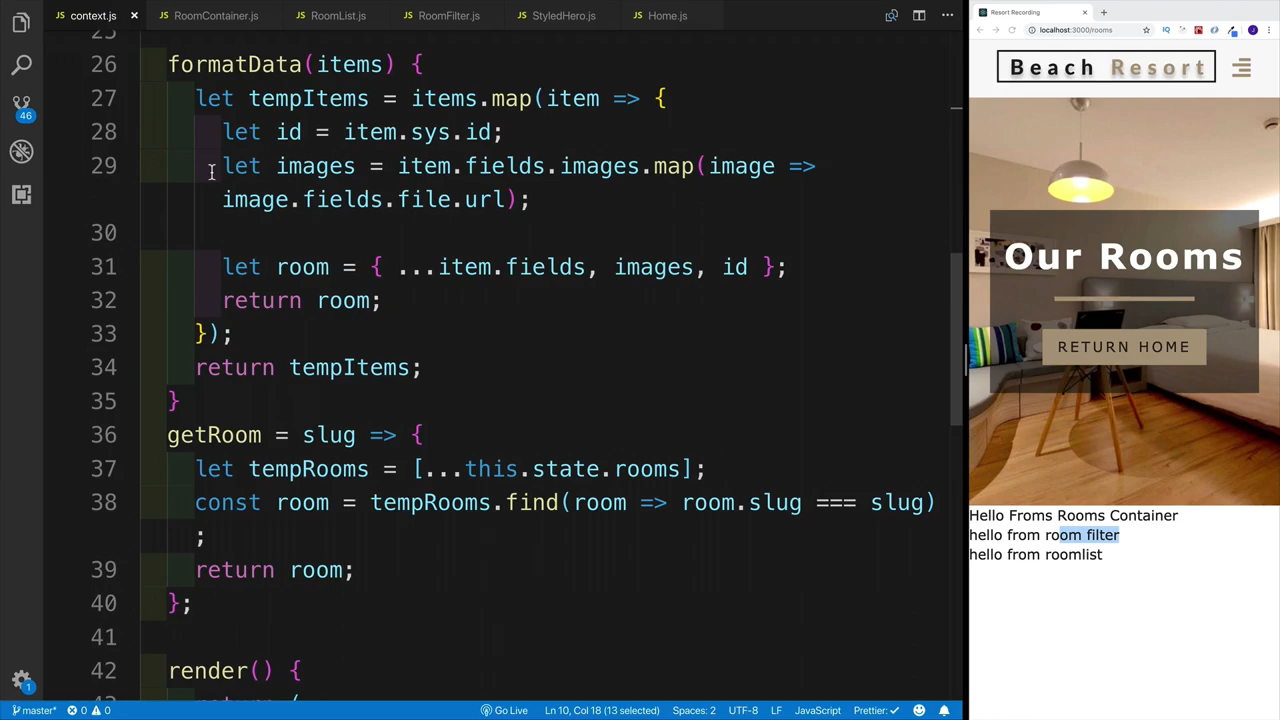 context.js
RoomContainer.js
RoomList.js
RoomFilter.js
StyledHero.js
Home.js
26 formatData(items) {
27 let tempItems = items.map(item => {
28 let id = item.sys.id;
29 let images = item.fields.images.map(image =>
image.fields.file.url);
30
31 let room = { ...item.fields, images, id };
32 return room;
33 });
34 return tempItems;
35 }
36 getRoom = slug => {
37 let tempRooms = [...this.state.rooms];
38 const room = tempRooms.find(room => room.slug === slug)
;
39 return room;
40 };
41
42 render() {
46
1
master*
0 0
Go Live
Ln 10, Col 18 (13 selected)
Spaces: 2
UTF-8
LF
JavaScript
Prettier: ✓
Resort Recording
localhost:3000/rooms
Beach Resort
Our Rooms
RETURN HOME
Hello Froms Rooms Container
hello from room filter
hello from roomlist